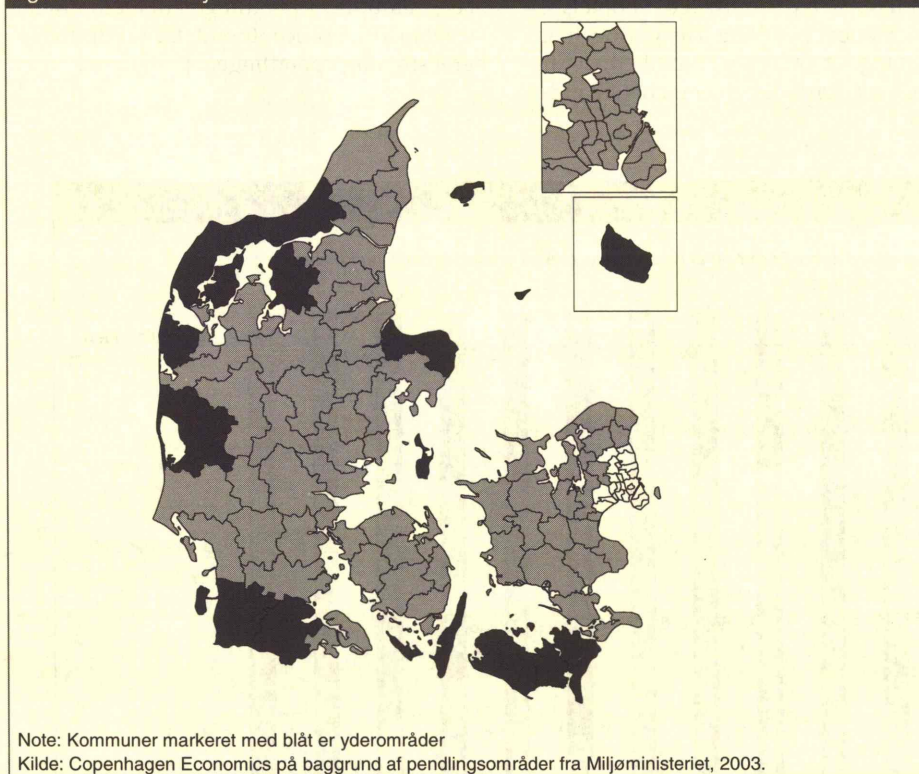 Note: Kommuner markeret med blåt er yderområder
Kilde: Copenhagen Economics på baggrund af pendlingsområder fra Miljøministeriet, 2003.